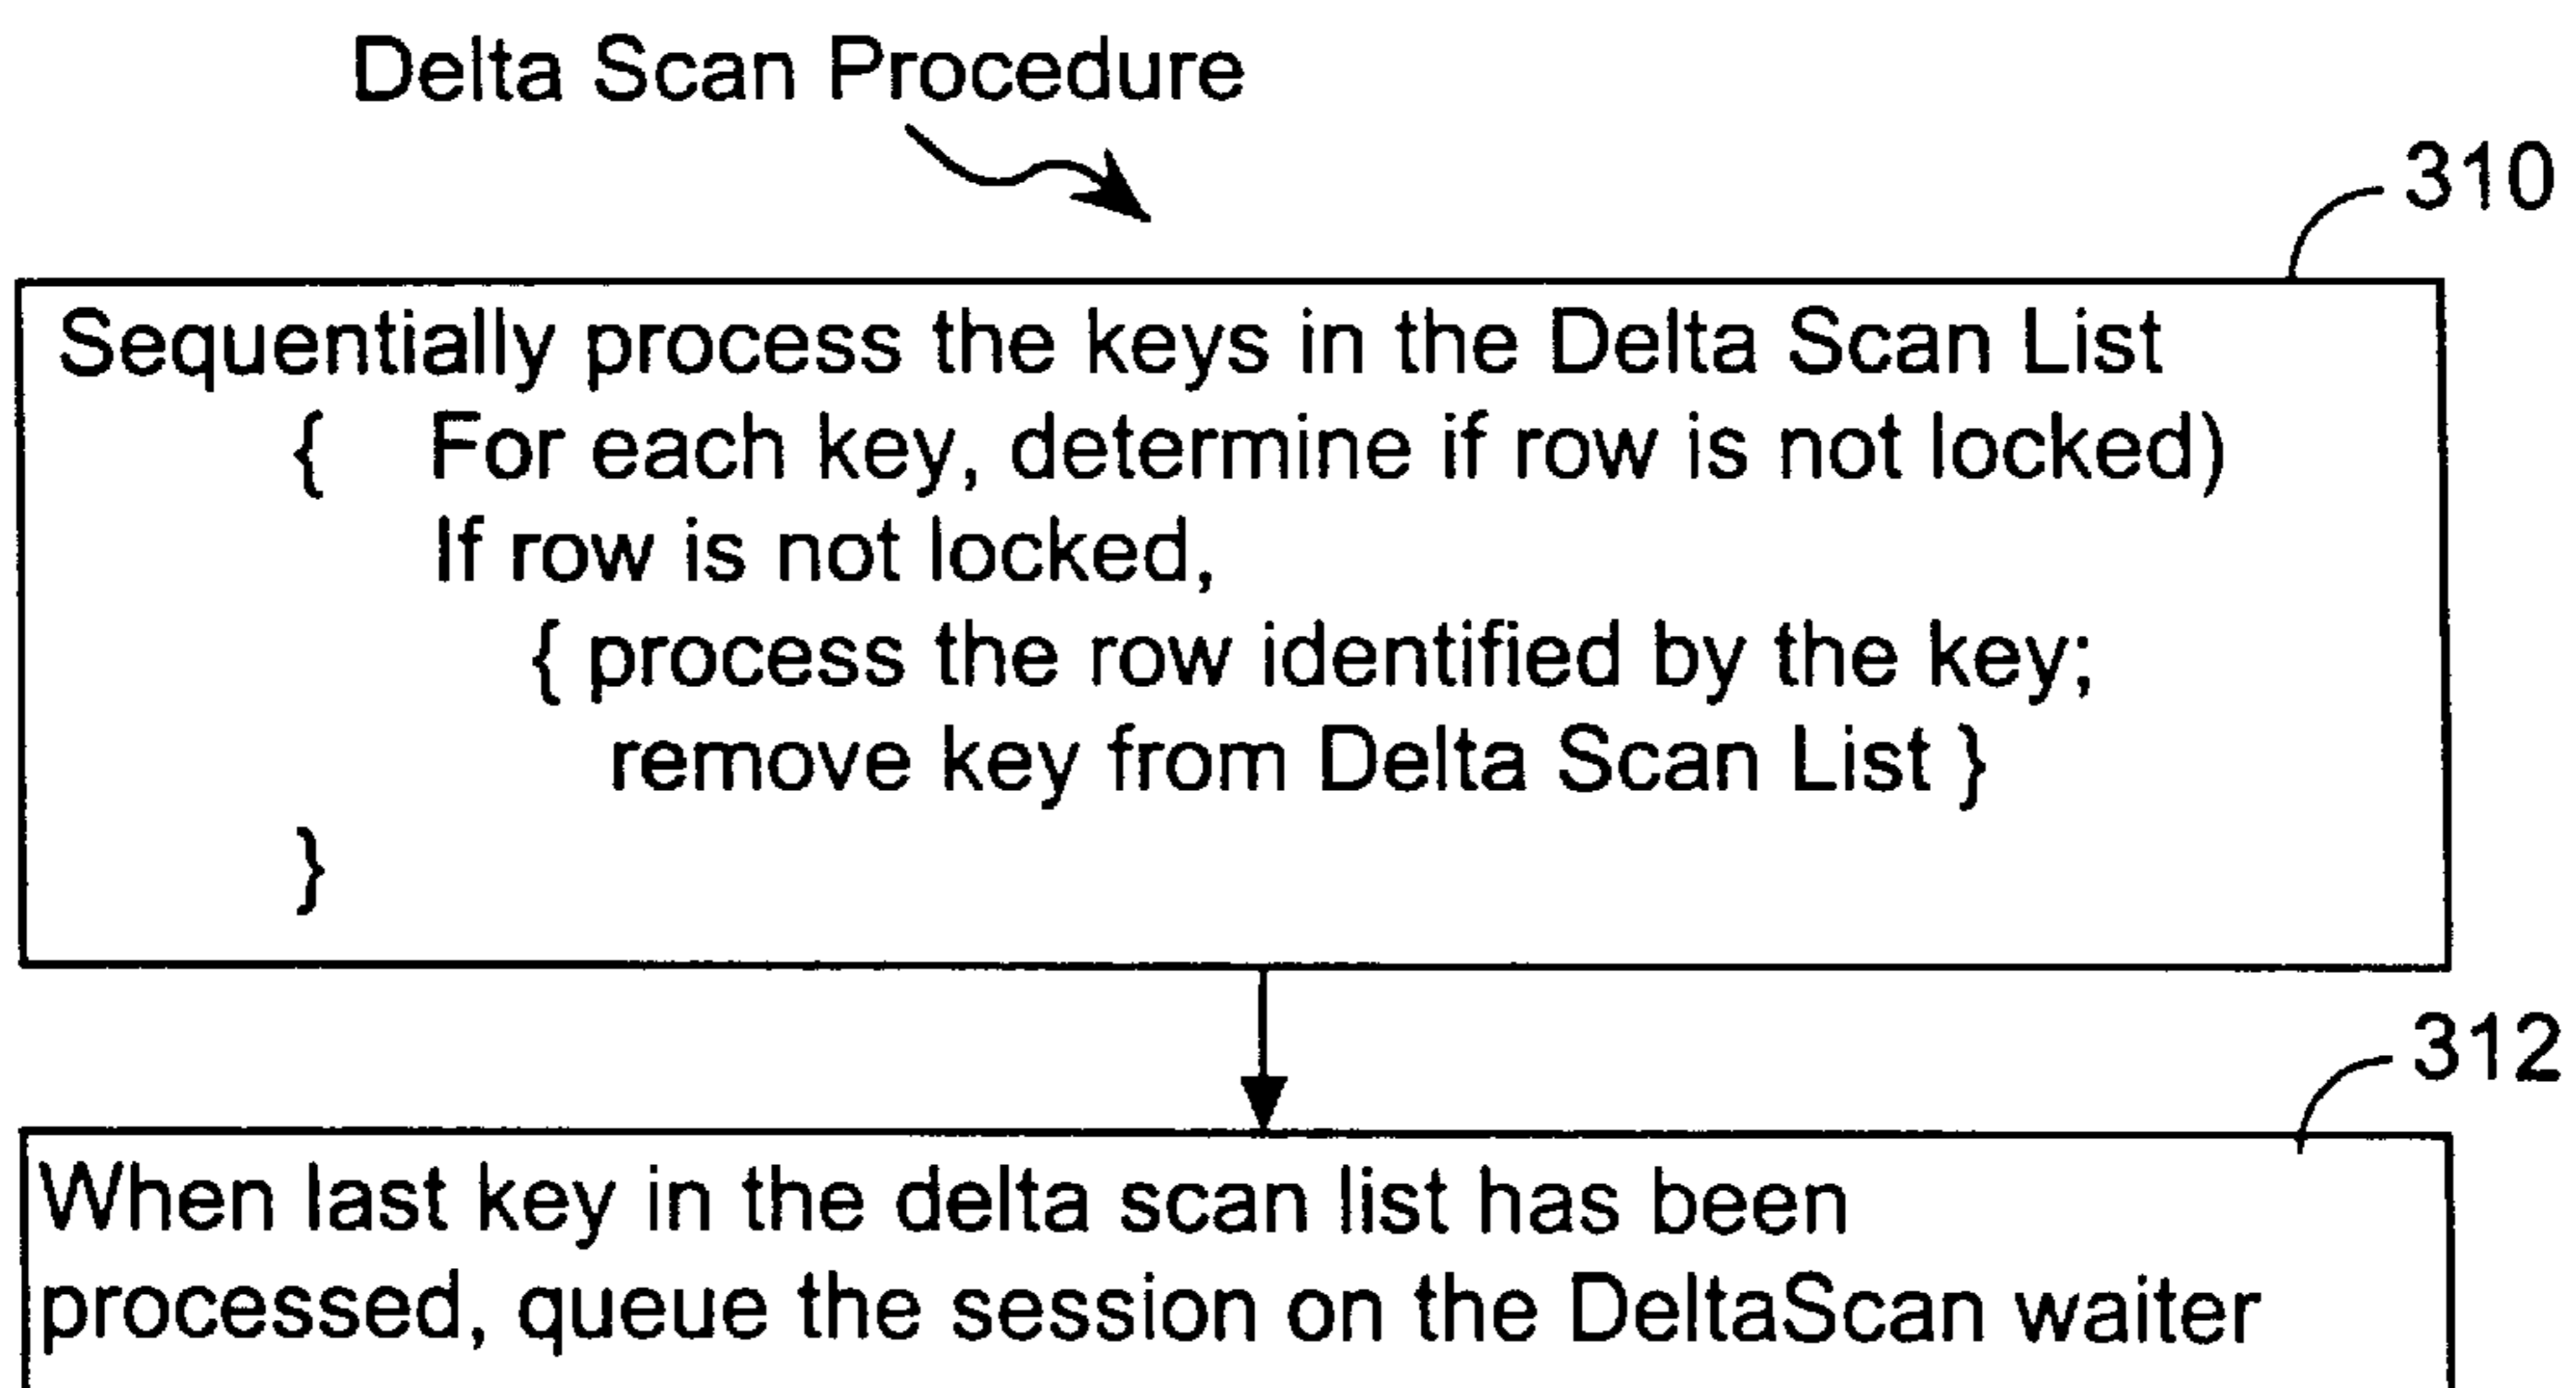 Delta Scan Procedure
310
Sequentially process the keys in the Delta Scan List
{ For each key, determine if row is not locked)
If row is not locked,
{ process the row identified by the key;
remove key from Delta Scan List }
}
312
When last key in the delta scan list has been
processed, queue the session on the DeltaScan waiter